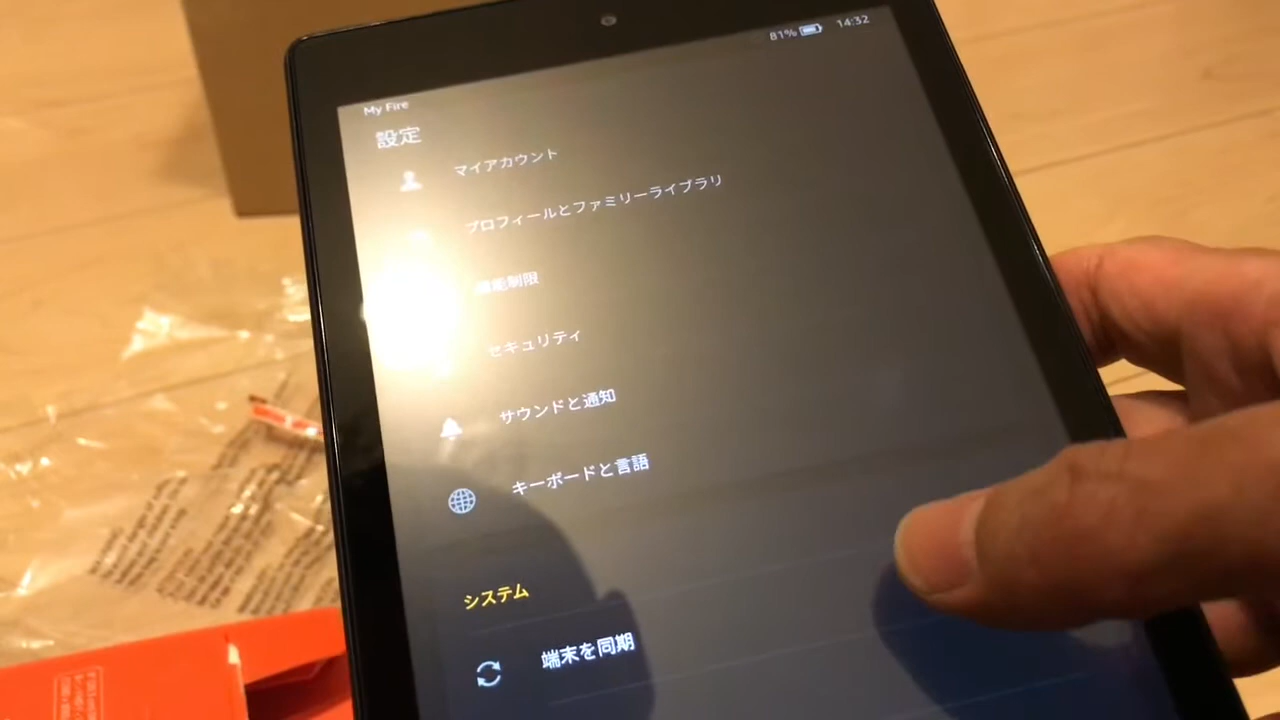 81% 14:32
My Fire
設定
マイアカウント
プロフィールとファミリーライブラリ
機能制限
セキュリティ
サウンドと通知
キーボードと言語
システム
端末を同期